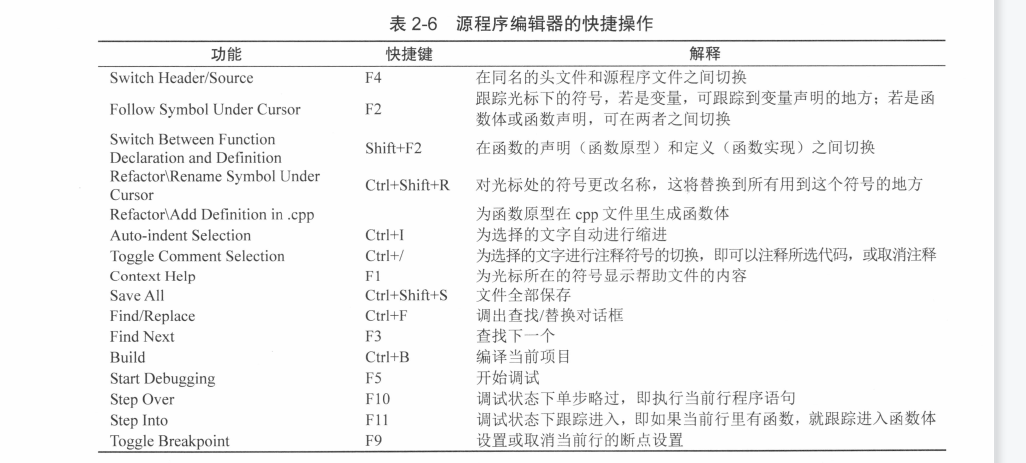 表 2-6 源程序编辑器的快捷操作
功能 快捷键 解释
Switch Header/Source F4 在同名的头文件和源程序文件之间切换
Follow Symbol Under Cursor F2 跟踪光标下的符号，若是变量，可跟踪到变量声明的地方；若是函
数体或函数声明，可在两者之间切换
Switch Between Function
Declaration and Definition Shift+F2 在函数的声明（函数原型）和定义（函数实现）之间切换
Refactor\Rename Symbol Under
Cursor Ctrl+Shift+R 对光标处的符号更改名称，这将替换到所有用到这个符号的地方
Refactor\Add Definition in .cpp 为函数原型在 cpp 文件里生成函数体
Auto-indent Selection Ctrl+I 为选择的文字自动进行缩进
Toggle Comment Selection Ctrl+/ 为选择的文字进行注释符号的切换，即可以注释所选代码，或取消注释
Context Help F1 为光标所在的符号显示帮助文件的内容
Save All Ctrl+Shift+S 文件全部保存
Find/Replace Ctrl+F 调出查找/替换对话框
Find Next F3 查找下一个
Build Ctrl+B 编译当前项目
Start Debugging F5 开始调试
Step Over F10 调试状态下单步略过，即执行当前行程序语句
Step Into F11 调试状态下跟踪进入，即如果当前行里有函数，就跟踪进入函数体
Toggle Breakpoint F9 设置或取消当前行的断点设置